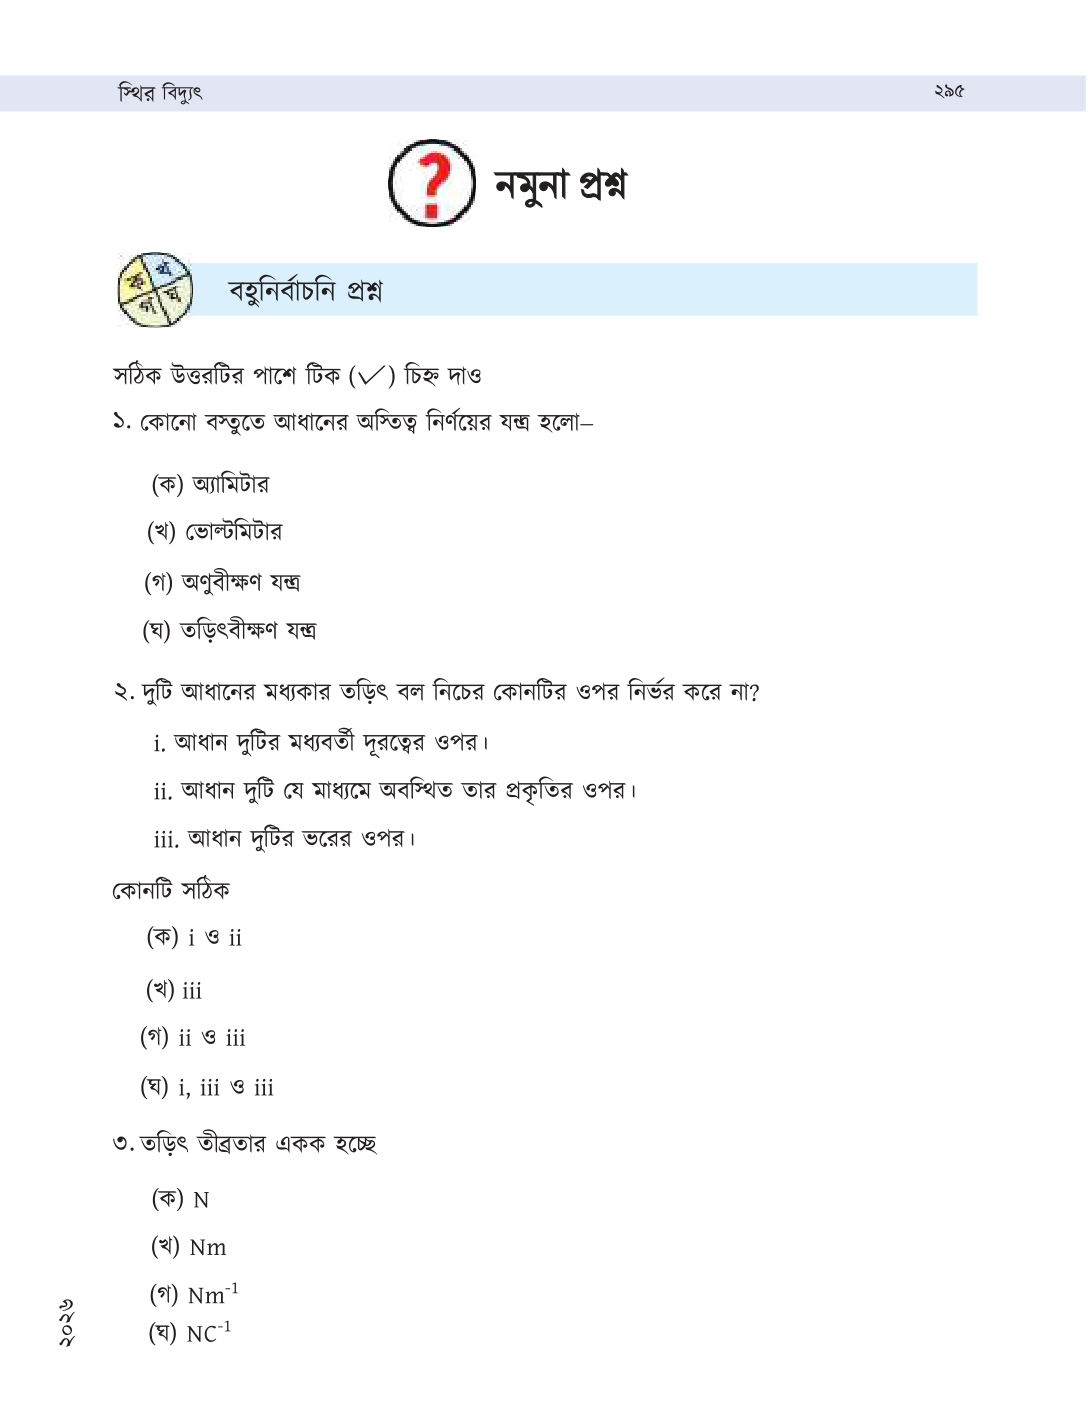 স্থির বিদ্যুৎ ২৯৫
নমুনা প্রশ্ন
ক খ গ ঘ
বহুনির্বাচনি প্রশ্ন
সঠিক উত্তরটির পাশে টিক (✓) চিহ্ন দাও
১. কোনো বস্তুতে আধানের অস্তিত্ব নির্ণয়ের যন্ত্র হলো–
(ক) অ্যামিটার
(খ) ভোল্টমিটার
(গ) অণুবীক্ষণ যন্ত্র
(ঘ) তড়িৎবীক্ষণ যন্ত্র
২. দুটি আধানের মধ্যকার তড়িৎ বল নিচের কোনটির ওপর নির্ভর করে না?
i. আধান দুটির মধ্যবর্তী দূরত্বের ওপর।
ii. আধান দুটি যে মাধ্যমে অবস্থিত তার প্রকৃতির ওপর।
iii. আধান দুটির ভরের ওপর।
কোনটি সঠিক
(ক) i ও ii
(খ) iii
(গ) ii ও iii
(ঘ) i, iii ও iii
৩. তড়িৎ তীব্রতার একক হচ্ছে
(ক) N
(খ) Nm
(গ) Nm⁻¹
(ঘ) NC⁻¹
২০২৬